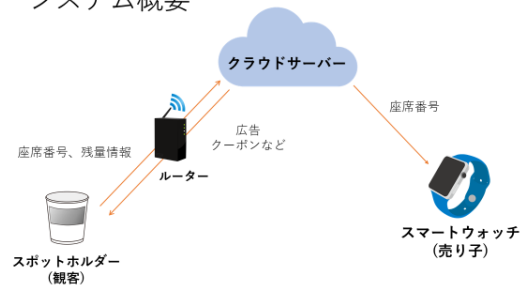 システム概要
クラウドサーバー
座席番号
広告
クーポンなど
座席番号、残量情報
ルーター
スマートウォッチ
(売り子)
スポットホルダー
(観客)